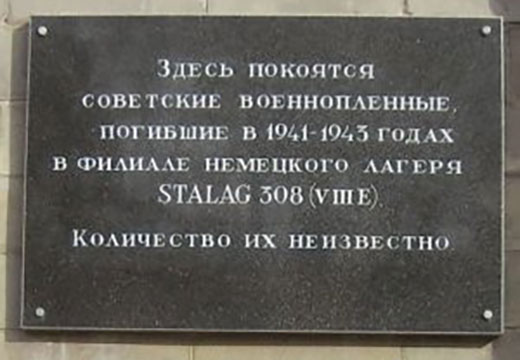 Здесь покоятся
советские военнопленные,
погибшие в 1941-1943 годах
в филиале немецкого лагеря
STALAG 308 (VIII E).
Количество их неизвестно.